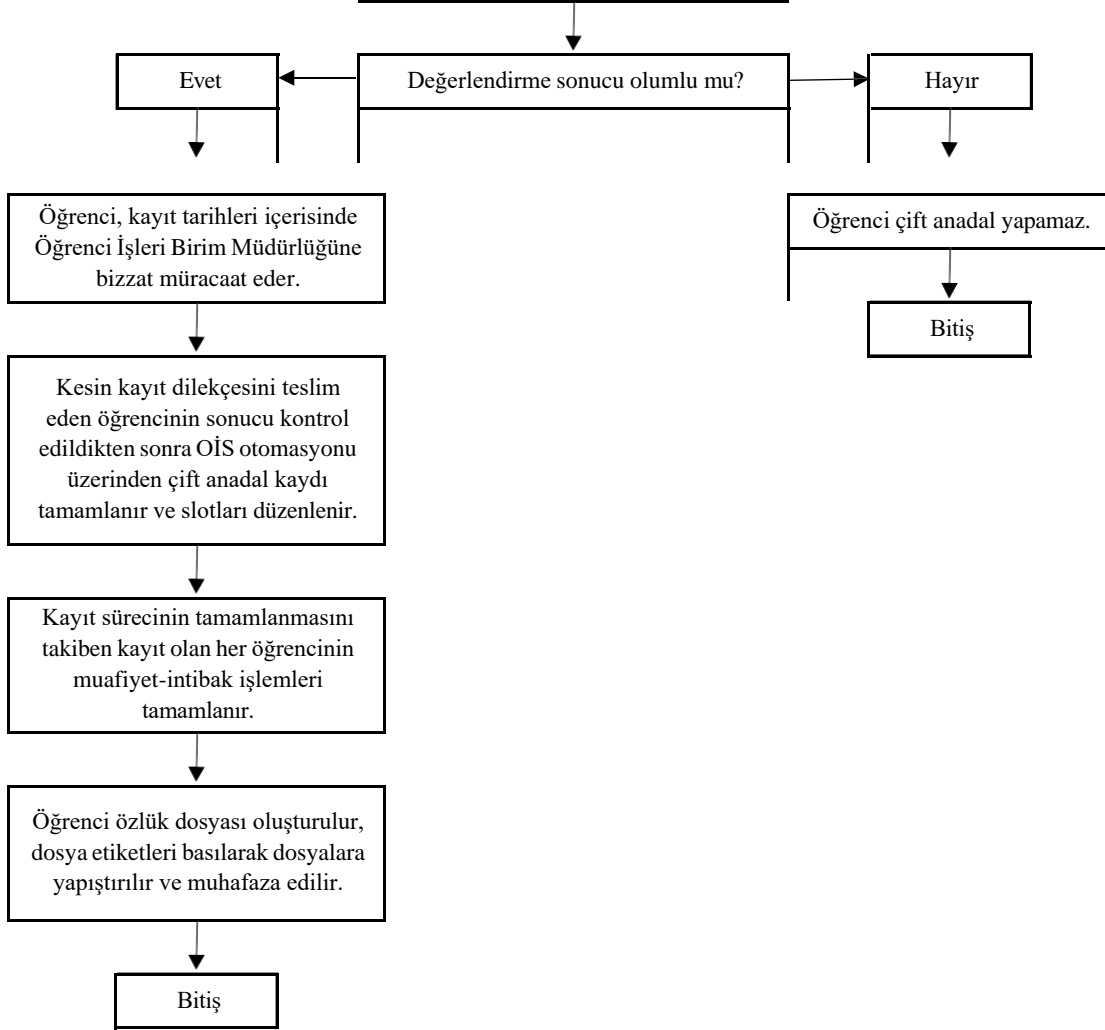 Evet
Değerlendirme sonucu olumlu mu?
Hayır
Öğrenci, kayıt tarihleri içerisinde
Öğrenci İşleri Birim Müdürlüğüne
bizzat müracaat eder.
Öğrenci çift anadal yapamaz.
Bitiş
Kesin kayıt dilekçesini teslim
eden öğrencinin sonucu kontrol
edildikten sonra OİS otomasyonu
üzerinden çift anadal kaydı
tamamlanır ve slotları düzenlenir.
Kayıt sürecinin tamamlanmasını
takiben kayıt olan her öğrencinin
muafiyet-intibak işlemleri
tamamlanır.
Öğrenci özlük dosyası oluşturulur,
dosya etiketleri basılarak dosyalara
yapıştırılır ve muhafaza edilir.
Bitiş